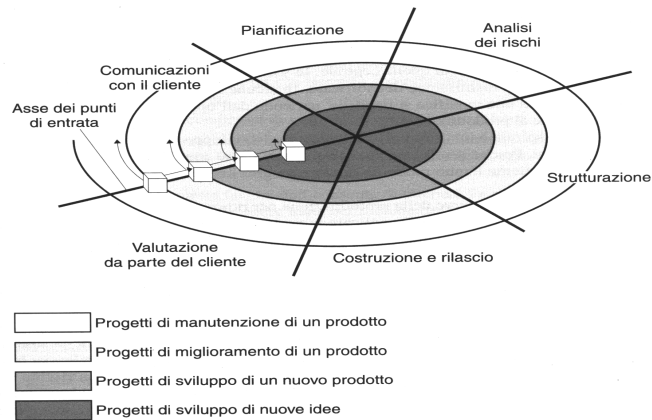 Pianificazione
Analisi
dei rischi
Comunicazioni
con il cliente
Asse dei punti
di entrata
Strutturazione
Valutazione
da parte del cliente
Costruzione e rilascio
Progetti di manutenzione di un prodotto
Progetti di miglioramento di un prodotto
Progetti di sviluppo di un nuovo prodotto
Progetti di sviluppo di nuove idee